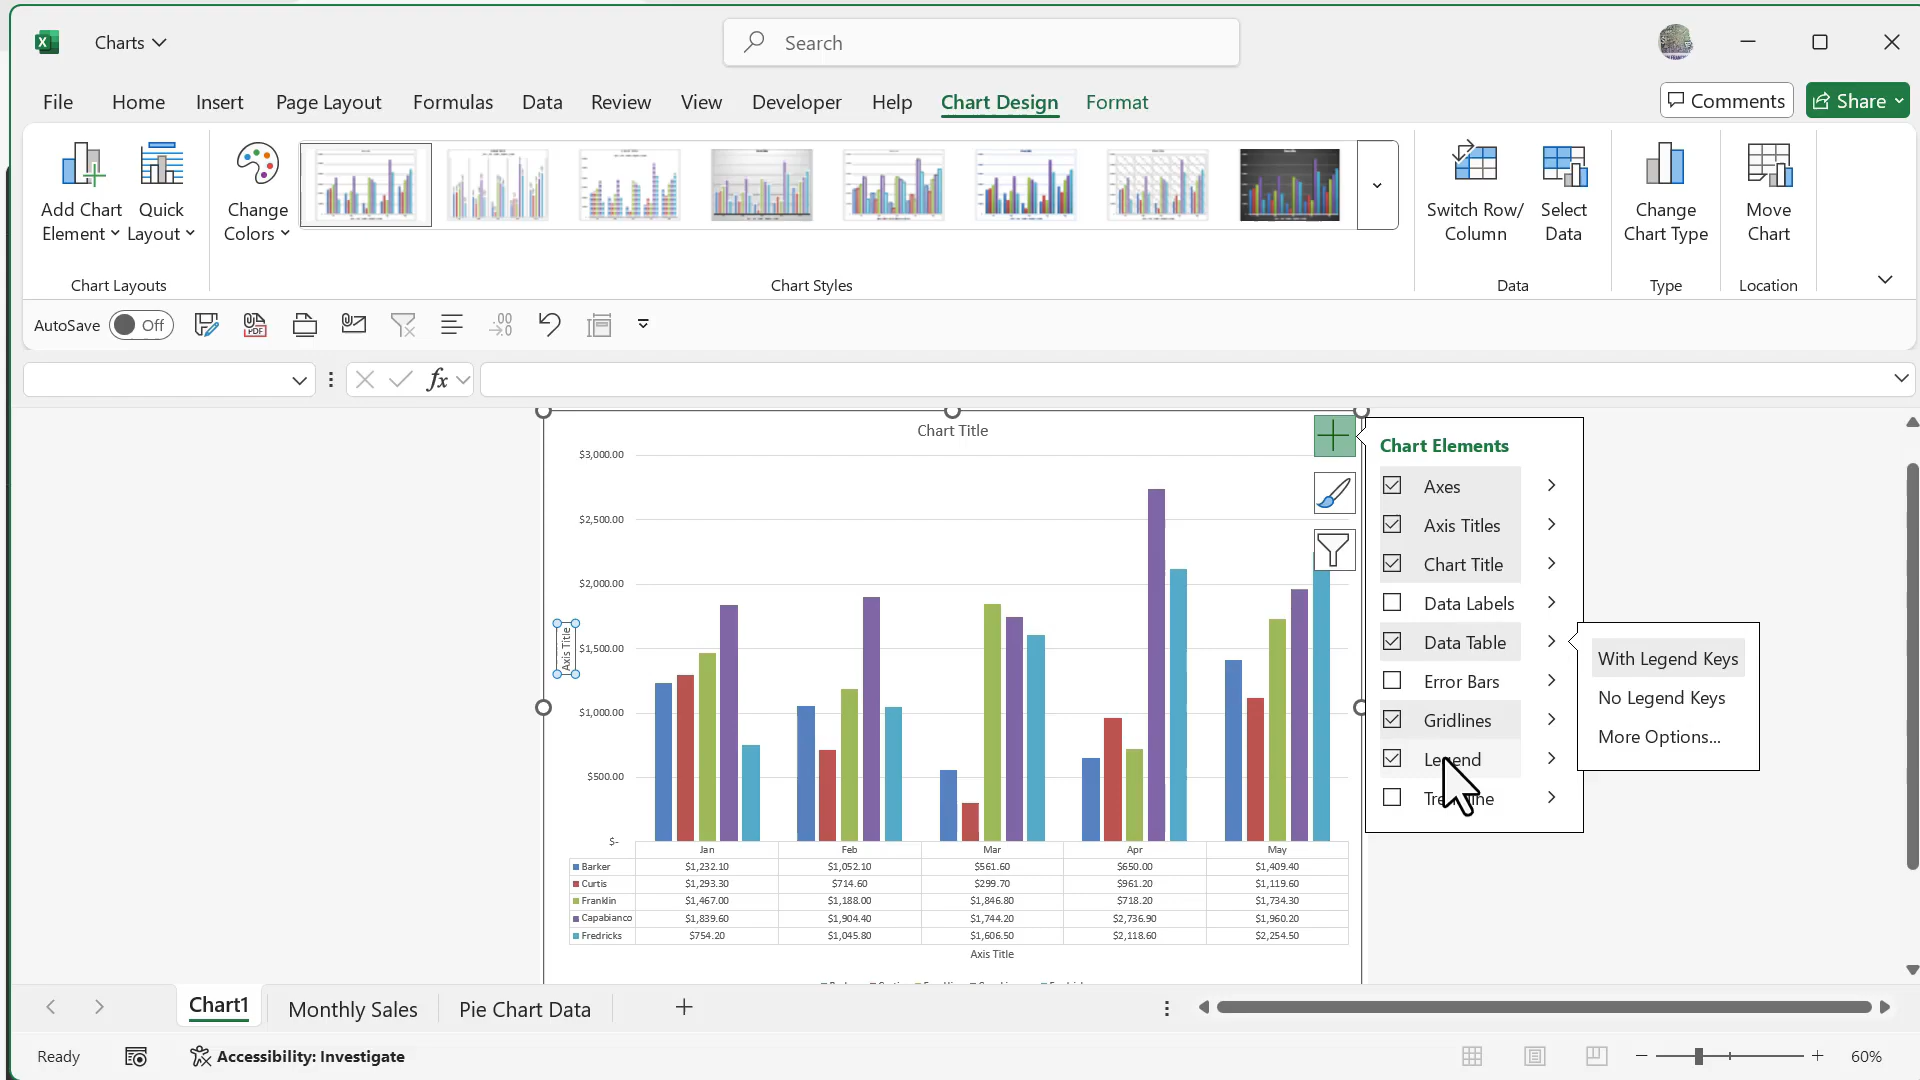 Charts
Search
File Home Insert Page Layout Formulas Data Review View Developer Help Chart Design Format
Comments
Share
Add Chart Element
Quick Layout
Change Colors
Switch Row/ Column
Select Data
Change Chart Type
Move Chart
Chart Layouts
Chart Styles
Data
Type
Location
AutoSave Off
PDF
fx
Chart Title
$3,000.00
$2,500.00
$2,000.00
$1,500.00
$1,000.00
$500.00
$-
Axis Title
Jan Feb Mar Apr May
Barker $1,232.10 $1,052.10 $561.60 $650.00 $1,409.40
Curtis $1,293.30 $714.60 $299.70 $961.20 $1,119.60
Franklin $1,467.00 $1,188.00 $1,846.80 $718.20 $1,734.30
Capabianco $1,839.60 $1,904.40 $1,744.20 $2,736.90 $1,960.20
Fredricks $754.20 $1,045.80 $1,606.50 $2,118.60 $2,254.50
Axis Title
Chart Elements
Axes
Axis Titles
Chart Title
Data Labels
Data Table
Error Bars
Gridlines
Legend
With Legend Keys
No Legend Keys
More Options...
Chart1
Monthly Sales
Pie Chart Data
Ready
Accessibility: Investigate
60%